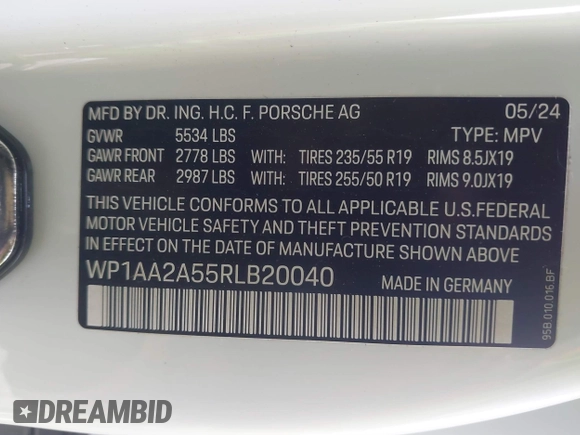 MFD BY DR. ING. H.C. F. PORSCHE AG 05/24
GVWR 5534 LBS TYPE: MPV
GAWR FRONT 2778 LBS WITH: TIRES 235/55 R19 RIMS 8.5JX19
GAWR REAR 2987 LBS WITH: TIRES 255/50 R19 RIMS 9.0JX19
THIS VEHICLE CONFORMS TO ALL APPLICABLE U.S.FEDERAL
MOTOR VEHICLE SAFETY AND THEFT PREVENTION STANDARDS
IN EFFECT ON THE DATE OF MANUFACTURE SHOWN ABOVE
WP1AA2A55RLB20040 MADE IN GERMANY
95B.010.016.BF
DREAMBID